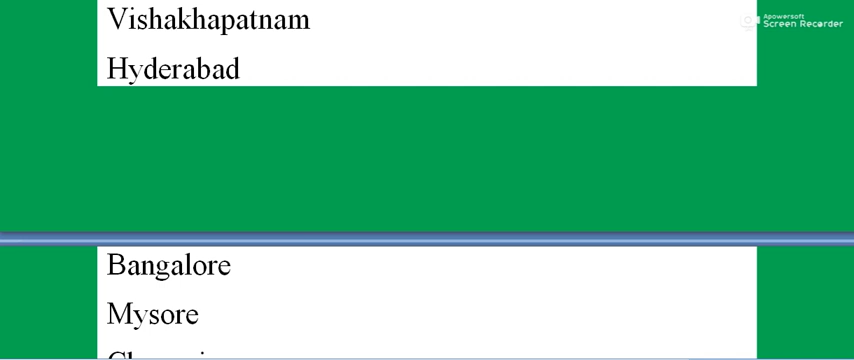 Vishakhapatnam
Apowersoft
Screen Recorder
Hyderabad
Bangalore
Mysore